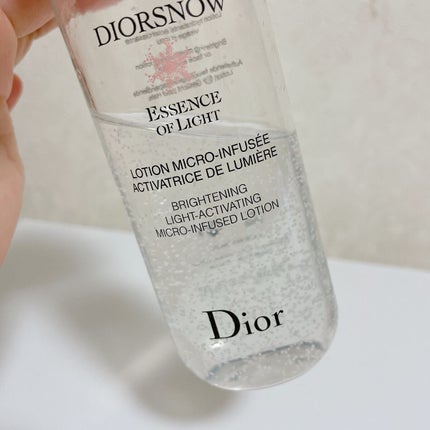 DIORSNOW
ESSENCE
OF LIGHT
LOTION MICRO-INFUSÉE
ACTIVATRICE DE LUMIÈRE
BRIGHTENING
LIGHT-ACTIVATING
MICRO-INFUSED LOTION
Dior